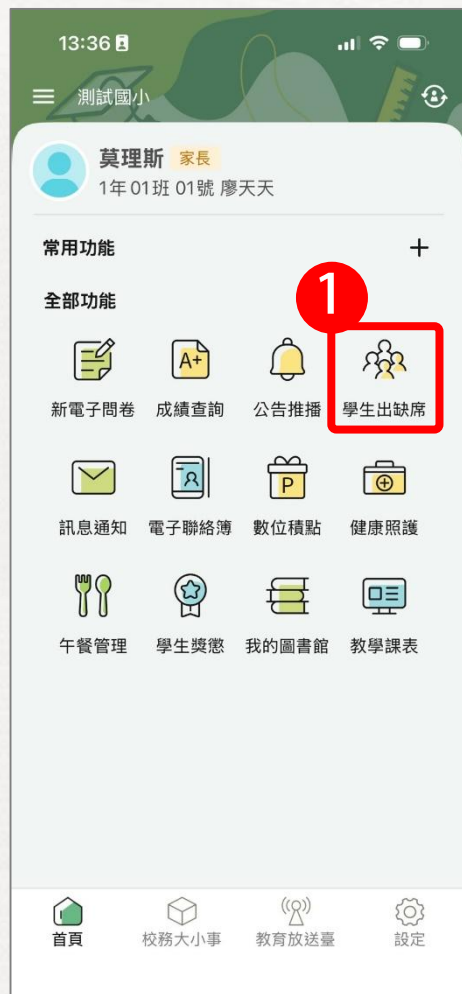 13:36
測試國小
莫理斯 家長
1年01班 01號 廖天天
常用功能 +
全部功能
1
A+
新電子問卷 成績查詢 公告推播 學生出缺席
P
訊息通知 電子聯絡簿 數位積點 健康照護
午餐管理 學生獎懲 我的圖書館 教學課表
首頁 校務大小事 教育放送臺 設定